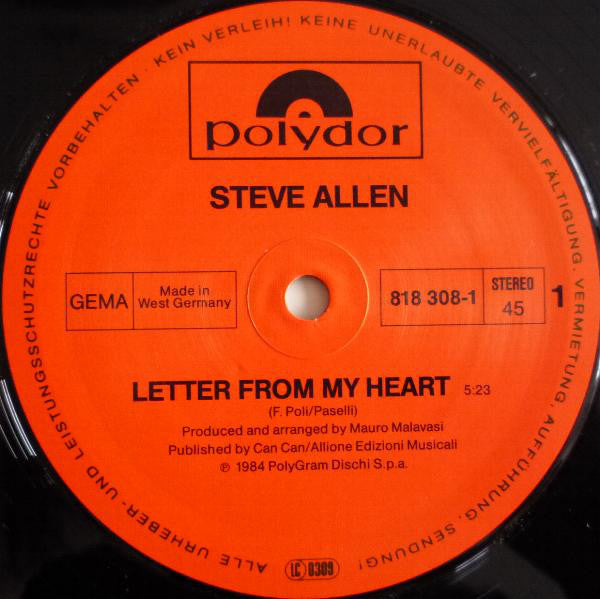 ALLE URHEBER- UND LEISTUNGSSCHUTZRECHTE VORBEHALTEN · KEIN VERLEIH! KEINE UNERLAUBTE VERVIELFÄLTIGUNG, VERMIETUNG, AUFFÜHRUNG, SENDUNG!
polydor
STEVE ALLEN
GEMA
Made in
West Germany
818 308-1
STEREO
45
1
LETTER FROM MY HEART 5:23
(F. Poli/Paselli)
Produced and arranged by Mauro Malavasi
Published by Can Can/Allione Edizioni Musicali
℗ 1984 PolyGram Dischi S.p.a.
LC 0309